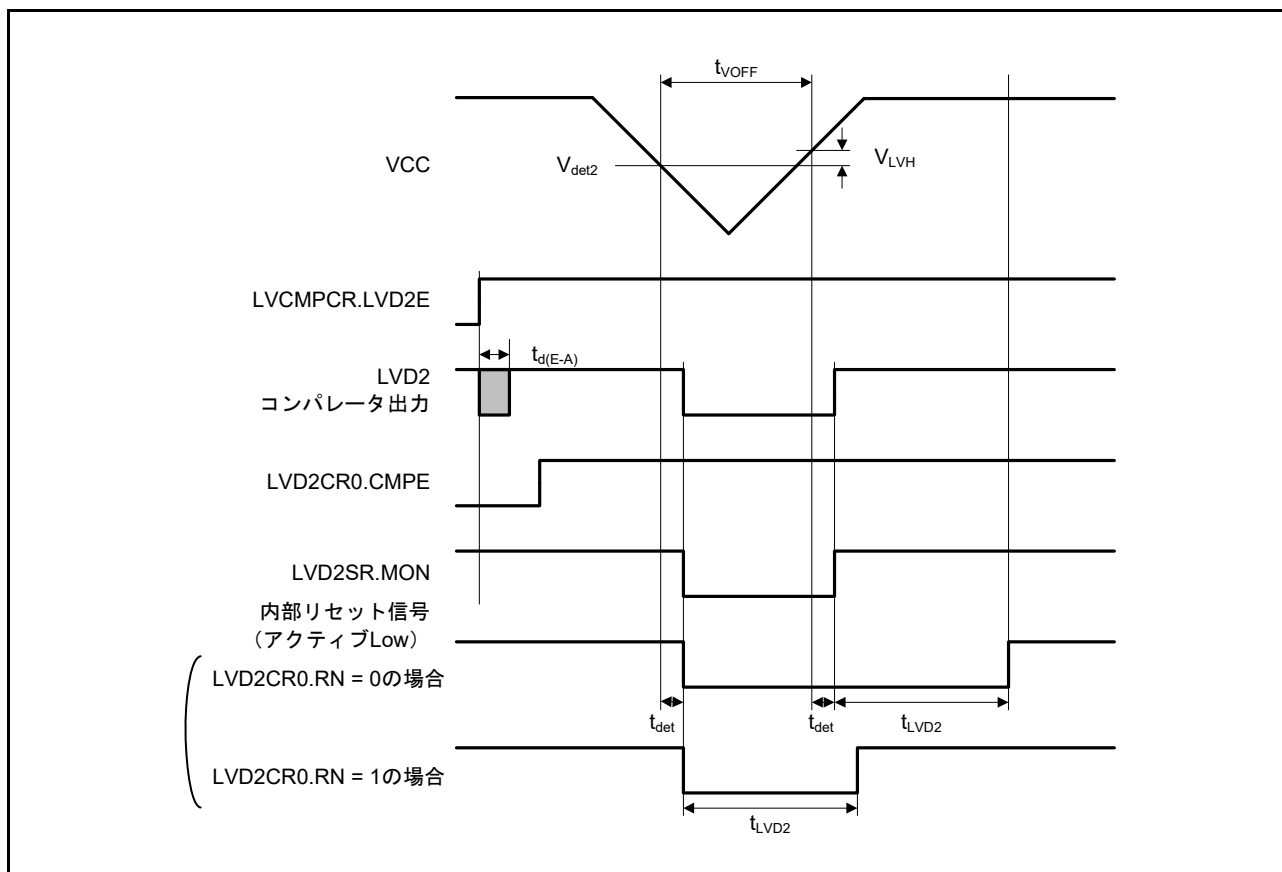 tVOFF
VCC
Vdet2
VLVH
LVCMPCR.LVD2E
td(E-A)
LVD2
コンパレータ出力
LVD2CR0.CMPE
LVD2SR.MON
内部リセット信号
（アクティブLow）
LVD2CR0.RN = 0の場合
tdet
tdet
tLVD2
LVD2CR0.RN = 1の場合
tLVD2